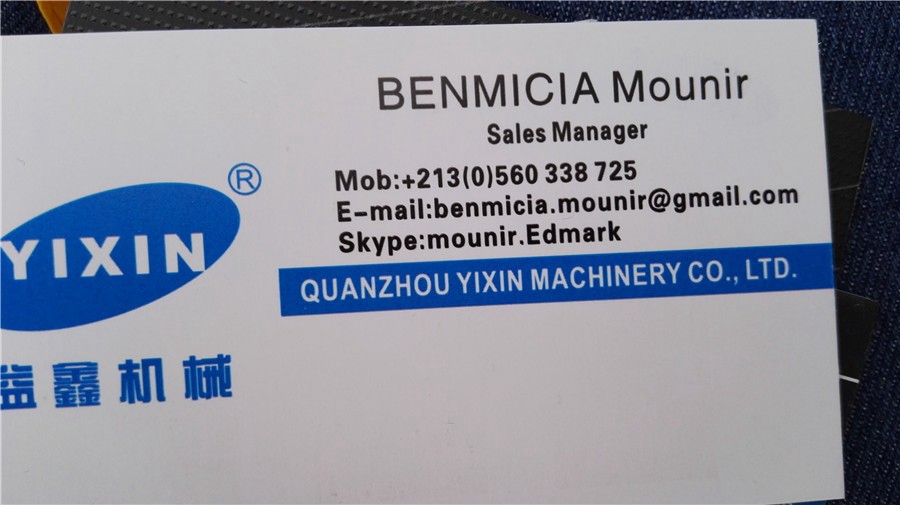 BENMICIA Mounir
Sales Manager
Mob:+213(0)560 338 725
E-mail:benmicia.mounir@gmail.com
Skype:mounir.Edmark
QUANZHOU YIXIN MACHINERY CO., LTD.
®
YIXIN
益鑫机械